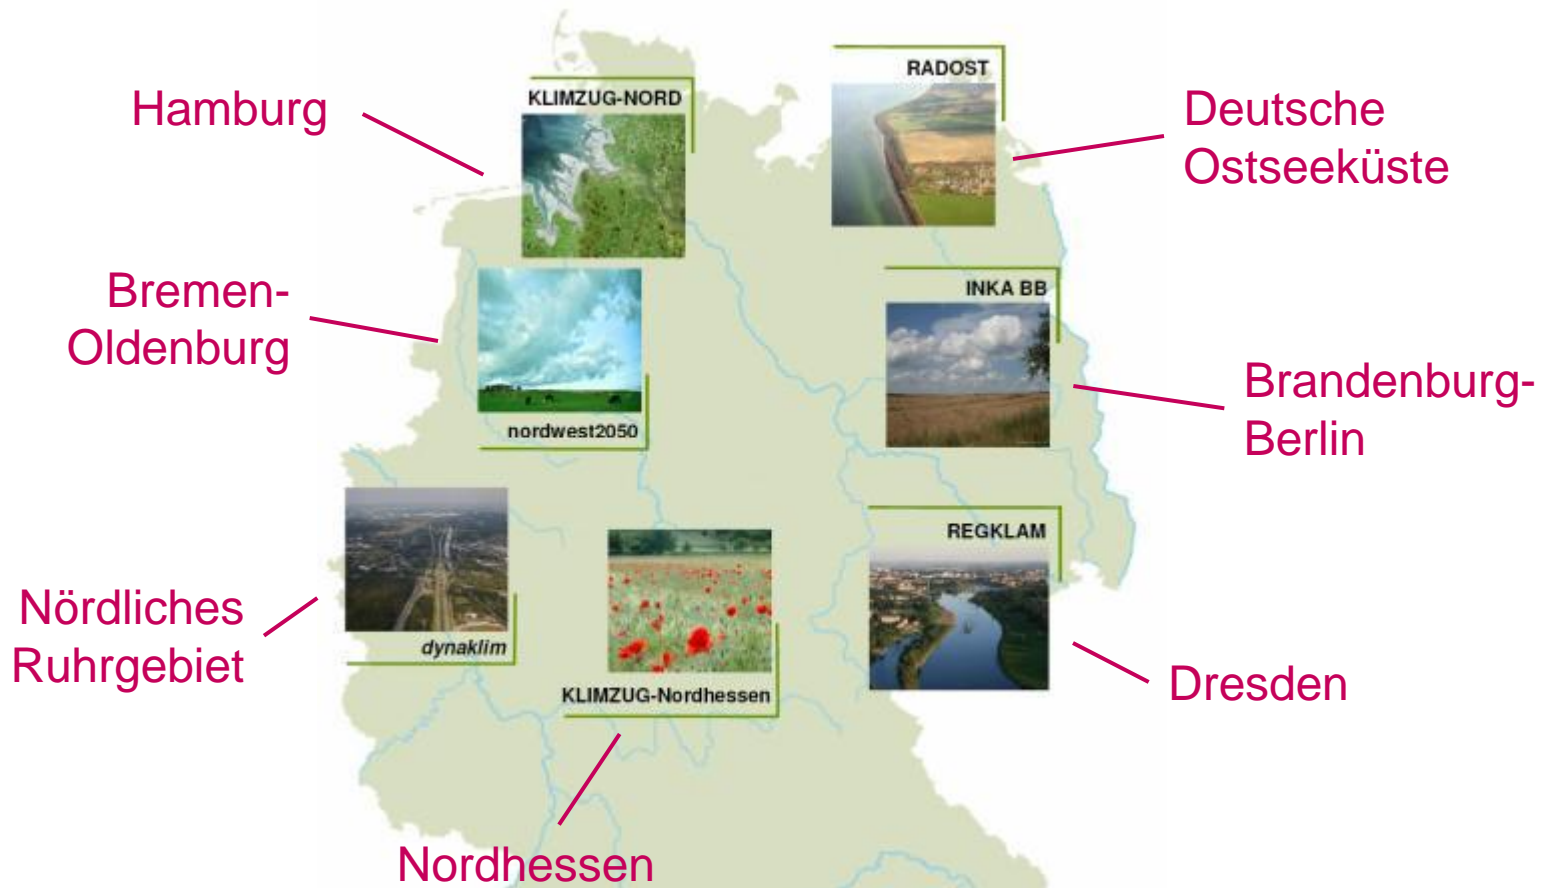 RADOST
KLIMZUG-NORD
Hamburg
Deutsche
Ostseeküste
Bremen-
Oldenburg
INKA BB
nordwest2050
Brandenburg-
Berlin
REGKLAM
Nördliches
Ruhrgebiet
dynaklim
KLIMZUG-Nordhessen
Dresden
Nordhessen